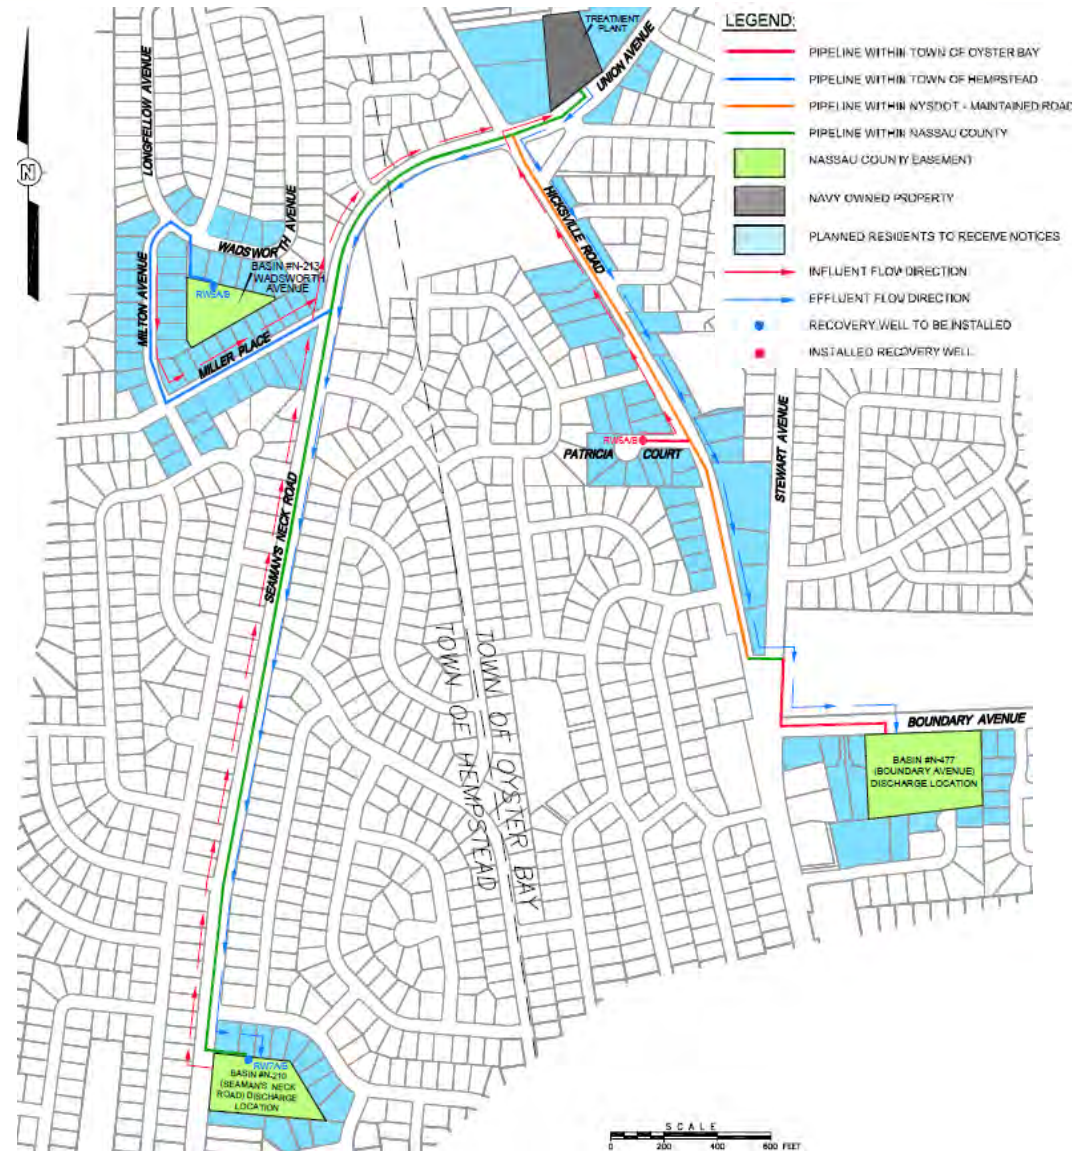 LEGEND:
PIPELINE WITHIN TOWN OF OYSTER BAY
PIPELINE WITHIN TOWN OF HEMPSTEAD
PIPELINE WITHIN NYSDOT - MAINTAINED ROAD
PIPELINE WITHIN NASSAU COUNTY
NASSAU COUNTY EASEMENT
NAVY OWNED PROPERTY
PLANNED RESIDENTS TO RECEIVE NOTICES
INFLUENT FLOW DIRECTION
EFFLUENT FLOW DIRECTION
RECOVERY WELL TO BE INSTALLED
INSTALLED RECOVERY WELL
TREATMENT
PLANT
UNION AVENUE
LONGFELLOW AVENUE
N
WADSWORTH AVENUE
BASIN #N-213
WADSWORTH
AVENUE
MILTON AVENUE
MILLER PLACE
HICKSVILLE ROAD
STEWART AVENUE
RW6A/B
PATRICIA COURT
SEAMAN'S NECK ROAD
TOWN OF OYSTER BAY
TOWN OF HEMPSTEAD
BOUNDARY AVENUE
BASIN #N-477
(BOUNDARY AVENUE)
DISCHARGE LOCATION
RW7A/B
BASIN #N-210
(SEAMAN'S NECK
ROAD) DISCHARGE
LOCATION
SCALE
0 200 400 600 FEET